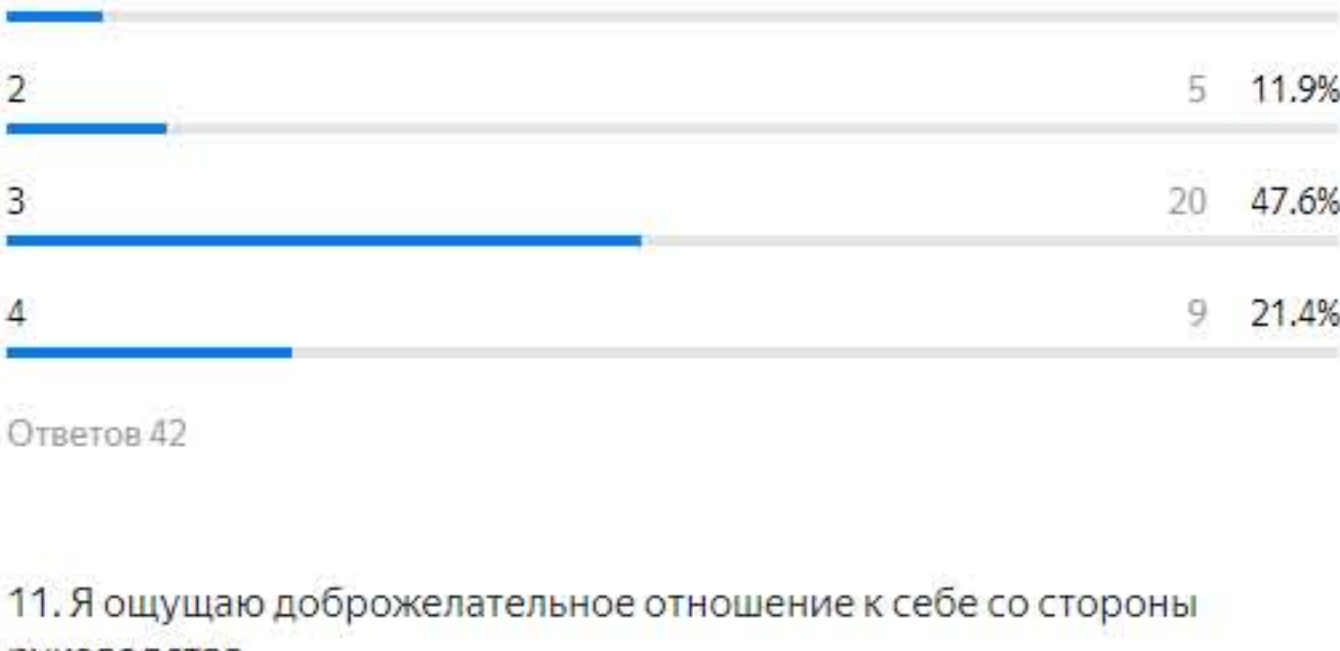 2 5 11.9%
3 20 47.6%
4 9 21.4%
Ответов 42
11. Я ощущаю доброжелательное отношение к себе со стороны